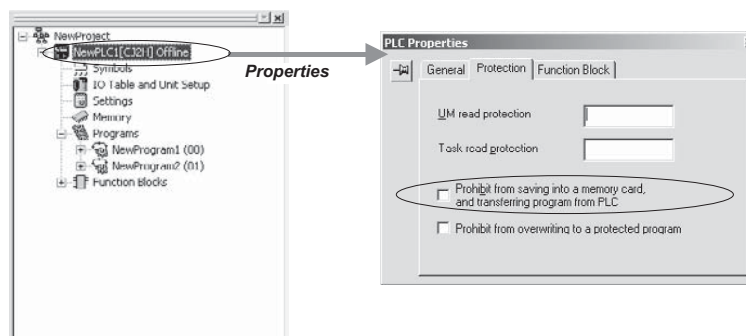 NewProject
NewPLC1[CJ2H] Offline
Symbols
IO Table and Unit Setup
Settings
Memory
Programs
NewProgram1 (00)
NewProgram2 (01)
Function Blocks
Properties
PLC Properties
General Protection Function Block
UM read protection
Task read protection
Prohibit from saving into a memory card,
and transferring program from PLC
Prohibit from overwriting to a protected program